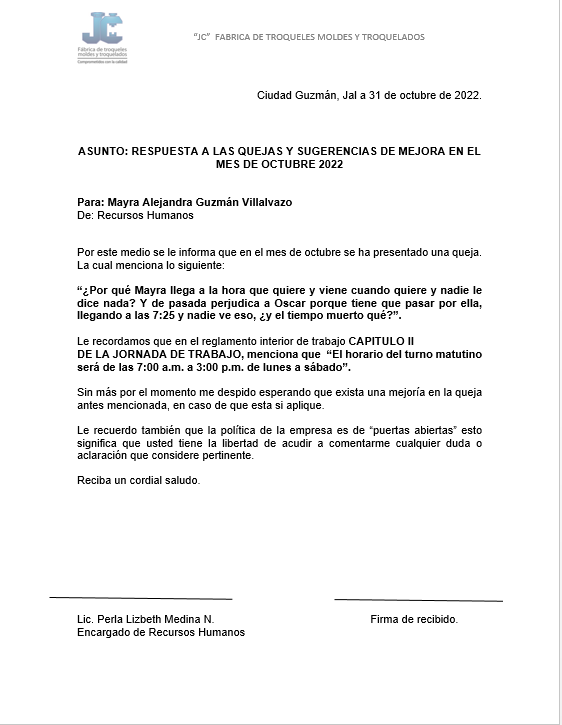 JC
Fábrica de troqueles
moldes y troquelados
Comprometidos con la calidad
“JC” FABRICA DE TROQUELES MOLDES Y TROQUELADOS
Ciudad Guzmán, Jal a 31 de octubre de 2022.
ASUNTO: RESPUESTA A LAS QUEJAS Y SUGERENCIAS DE MEJORA EN EL
MES DE OCTUBRE 2022
Para: Mayra Alejandra Guzmán Villalvazo
De: Recursos Humanos
Por este medio se le informa que en el mes de octubre se ha presentado una queja.
La cual menciona lo siguiente:
“¿Por qué Mayra llega a la hora que quiere y viene cuando quiere y nadie le
dice nada? Y de pasada perjudica a Oscar porque tiene que pasar por ella,
llegando a las 7:25 y nadie ve eso, ¿y el tiempo muerto qué?”.
Le recordamos que en el reglamento interior de trabajo CAPITULO II
DE LA JORNADA DE TRABAJO, menciona que “El horario del turno matutino
será de las 7:00 a.m. a 3:00 p.m. de lunes a sábado”.
Sin más por el momento me despido esperando que exista una mejoría en la queja
antes mencionada, en caso de que esta si aplique.
Le recuerdo también que la política de la empresa es de “puertas abiertas” esto
significa que usted tiene la libertad de acudir a comentarme cualquier duda o
aclaración que considere pertinente.
Reciba un cordial saludo.
Lic. Perla Lizbeth Medina N.
Encargado de Recursos Humanos
Firma de recibido.